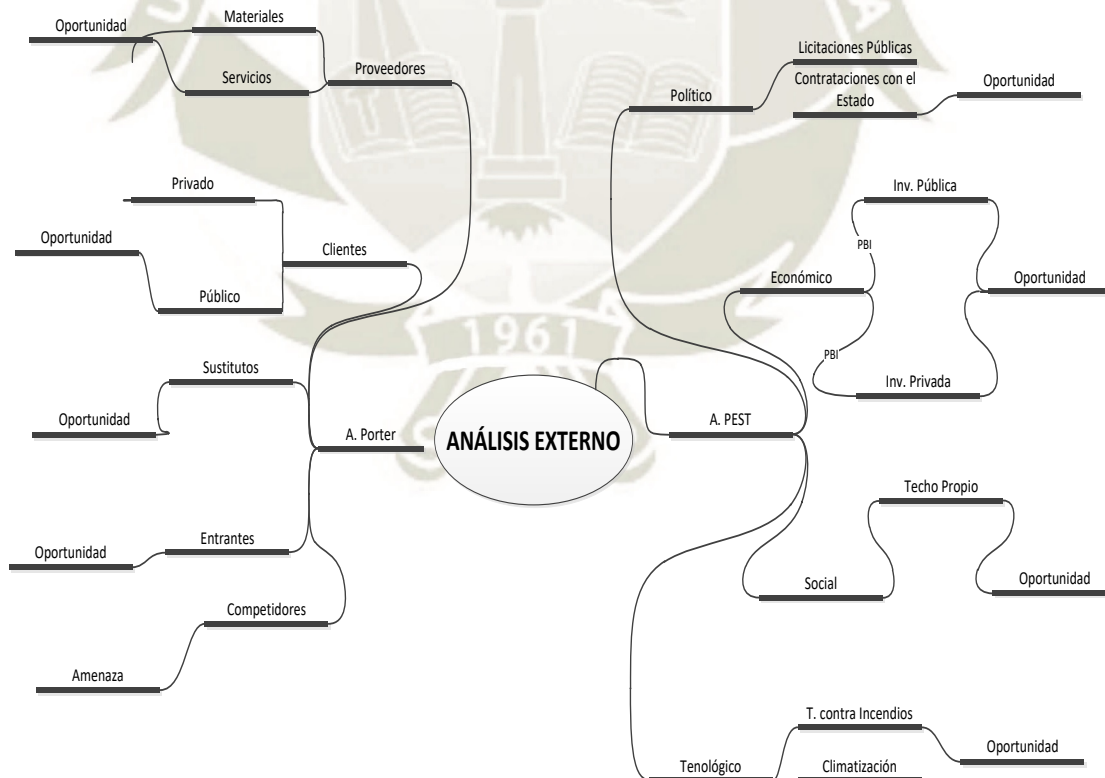 Oportunidad
Materiales
Servicios
Proveedores
Privado
Oportunidad
Clientes
Público
Sustitutos
Oportunidad
A. Porter
Entrantes
Oportunidad
Competidores
Amenaza
1961
ANÁLISIS EXTERNO
Político
Licitaciones Públicas
Contrataciones con el
Estado
Oportunidad
Inv. Pública
PBI
Económico
Oportunidad
PBI
Inv. Privada
A. PEST
Techo Propio
Social
Oportunidad
T. contra Incendios
Oportunidad
Tenológico
Climatización